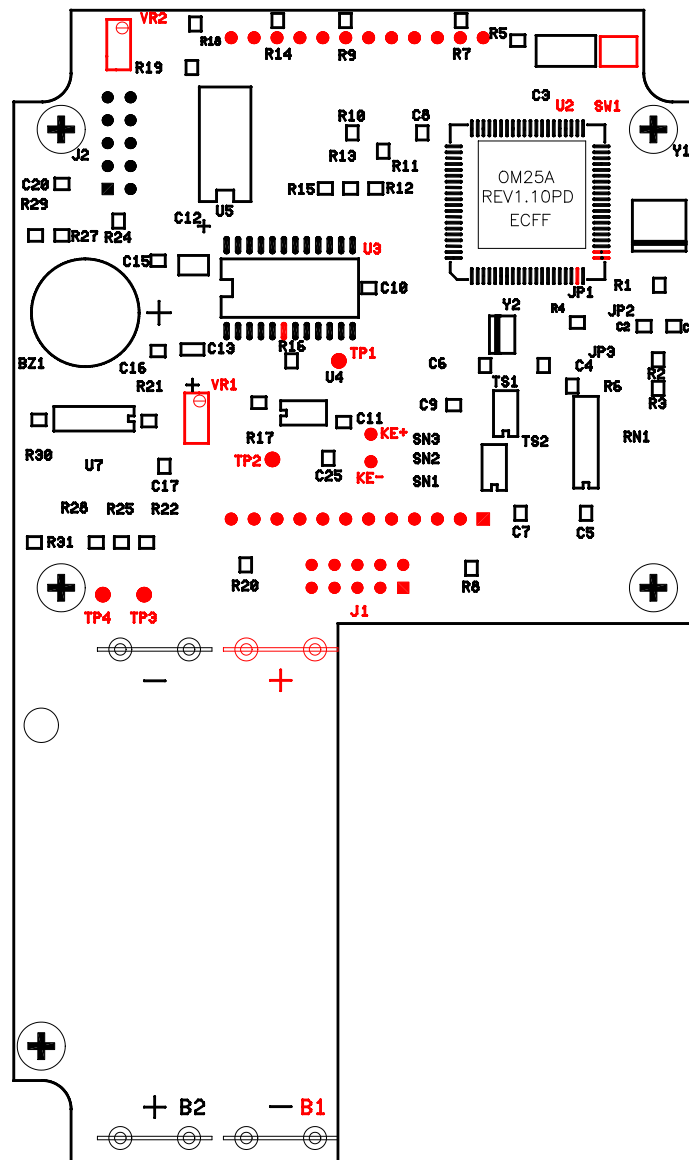 VR2
R18
R14
R9
R7
R5
R19
C3
U2
SW1
R10
C8
J2
R13
R11
Y1
OM25A
REV1.10PD
ECFF
C20
R29
R15
R12
U5
C12
R27
R24
U3
C15
C10
R1
JP1
Y2
R4
JP2
C2
C13
R16
TP1
BZ1
C16
U4
C6
JP3
C4
R2
R21
VR1
TS1
R6
R3
C9
C11
KE+
SN3
TS2
RN1
R17
R30
U7
TP2
C25
SN2
KE-
SN1
C17
R28
R25
R22
C7
C5
R31
R20
R8
TP4
TP3
J1
-
+
+ B2
- B1